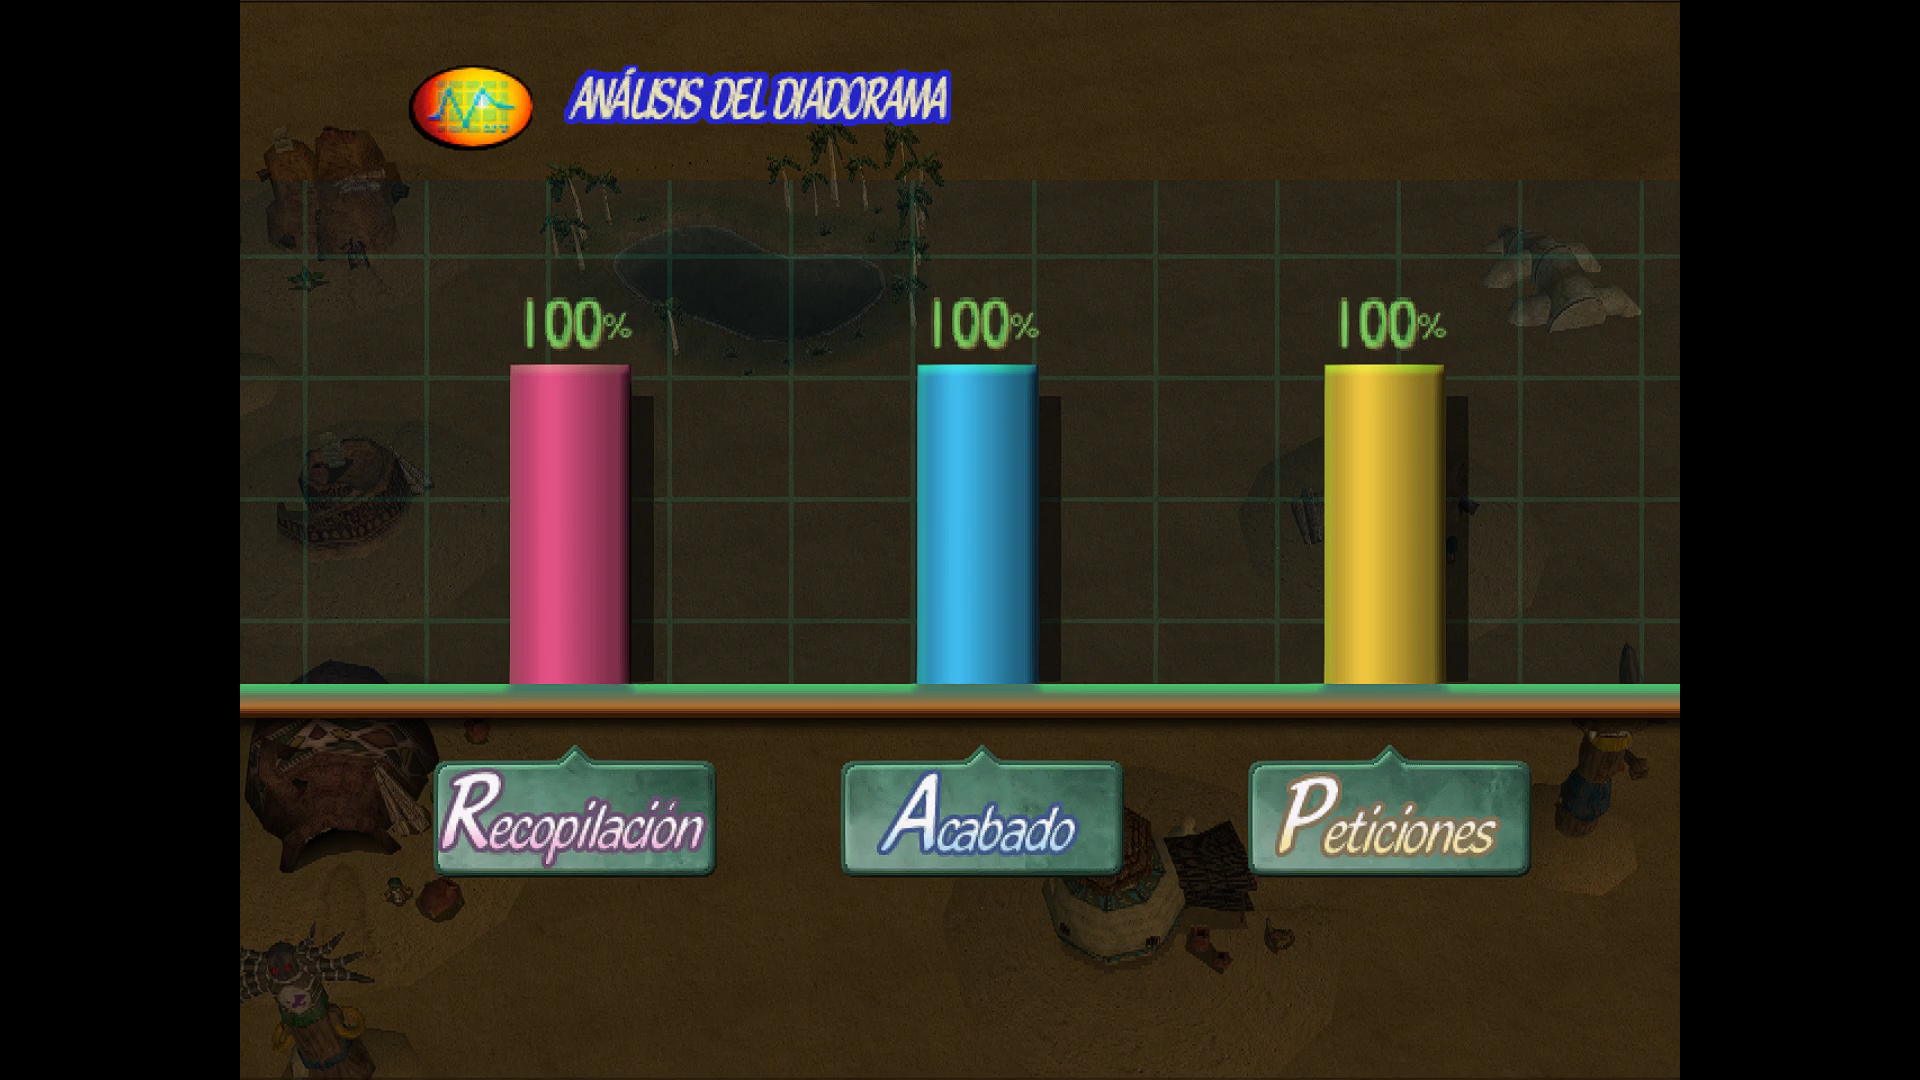 ANÁLISIS DEL DIADORAMA
100% 100% 100%
Recopilación Acabado Peticiones